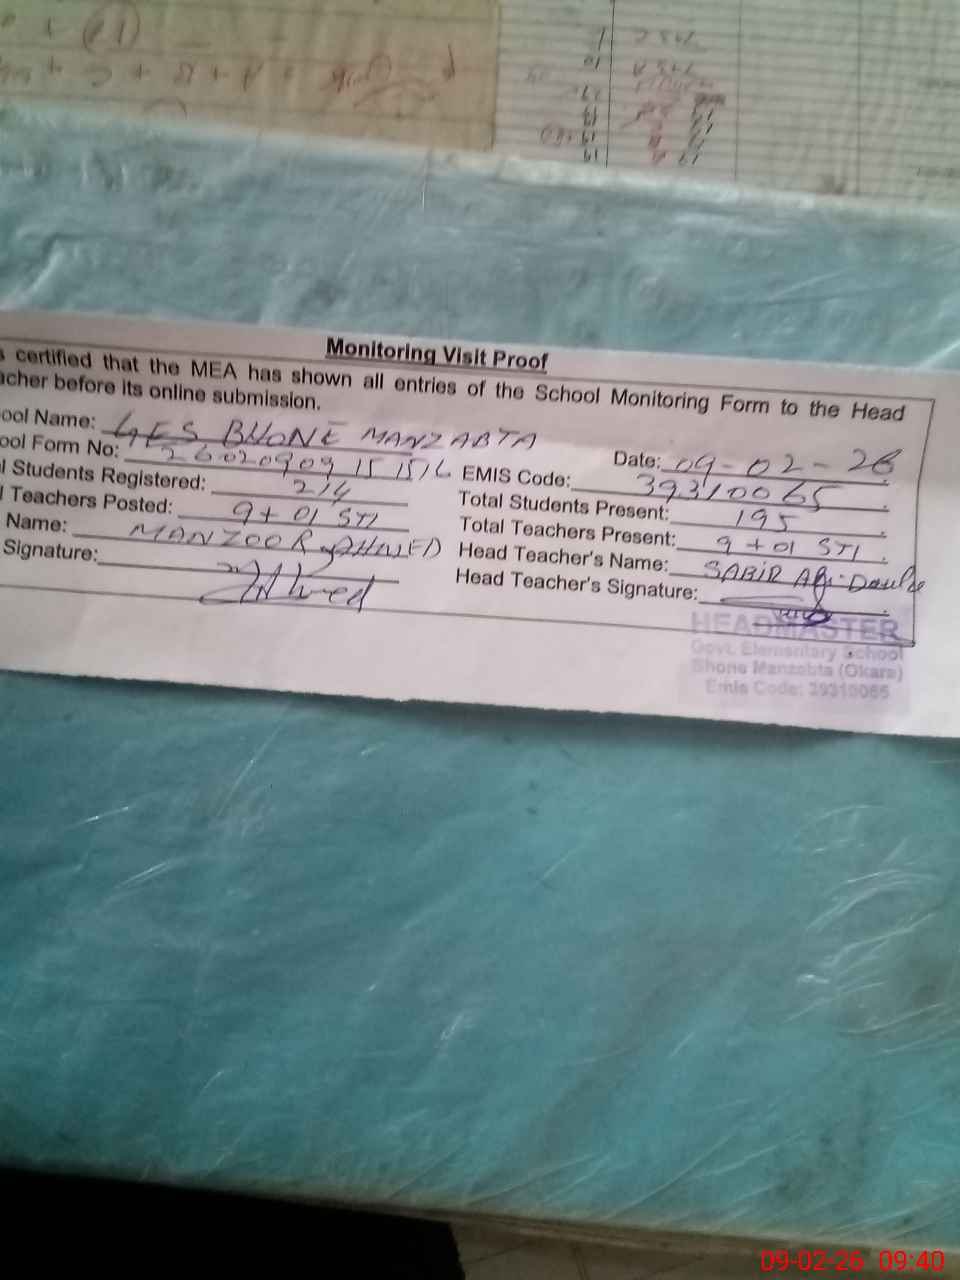 Monitoring Visit Proof
s certified that the MEA has shown all entries of the School Monitoring Form to the Head
acher before its online submission.
ool Name: GES BHONE MANZABTA
Date: 09-02-26
ool Form No: 260209091515
EMIS Code: 39310065
l Students Registered: 214
Total Students Present: 195
l Teachers Posted: 9+01 STI
Total Teachers Present: 9+01 STI
Name: MANZOOR AHMED
Head Teacher's Name: SABIR Ali
Signature: Ahmed
Head Teacher's Signature:
HEADMASTER
Govt. Elementary School
Bhone Manzabta (Okara)
Emis Code: 39310065
09-02-26 09:40